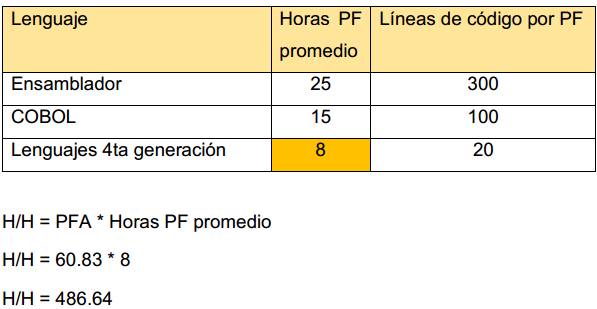 Lenguaje Horas PF promedio Líneas de código por PF
Ensamblador 25 300
COBOL 15 100
Lenguajes 4ta generación 8 20
H/H = PFA * Horas PF promedio
H/H = 60.83 * 8
H/H = 486.64